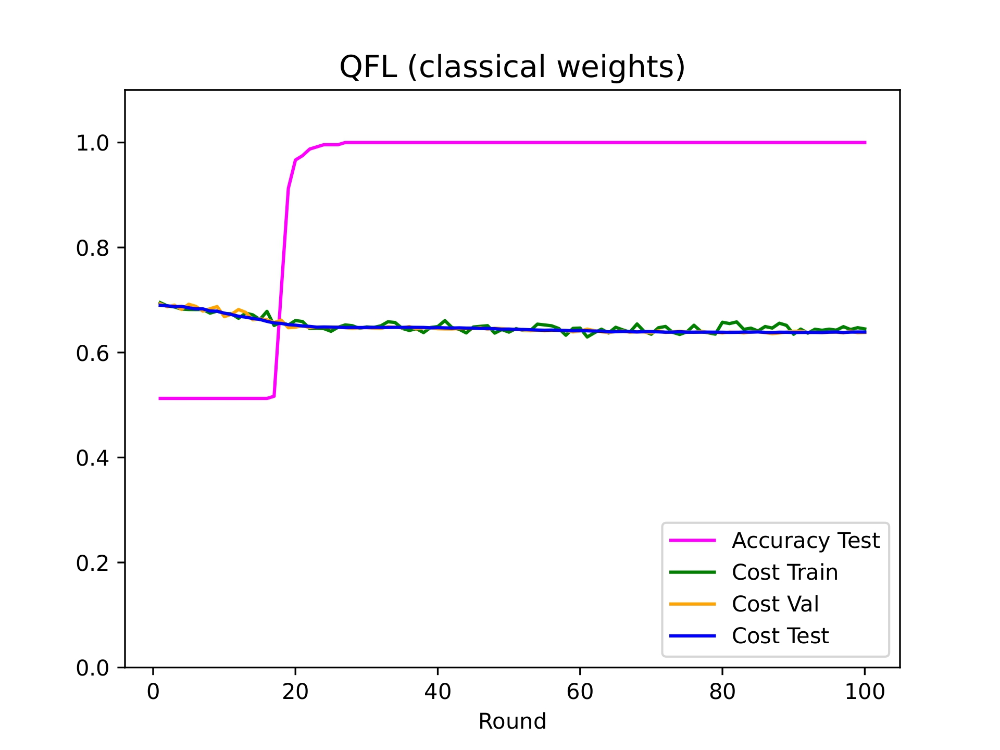 QFL (classical weights)
1.0
0.8
0.6
0.4
0.2
0.0
Accuracy Test
Cost Train
Cost Val
Cost Test
0 20 40 60 80 100
Round